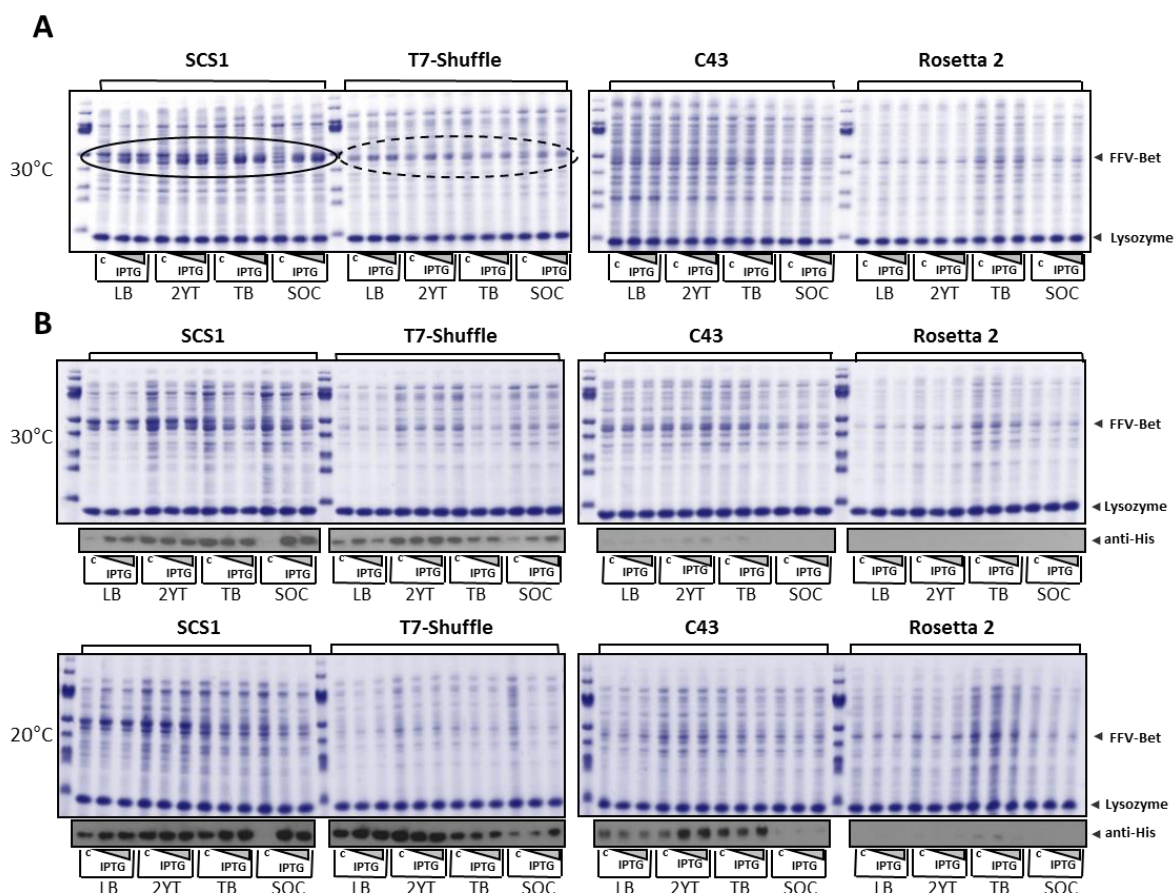 A
SCS1 T7-Shuffle C43 Rosetta 2
30°C
FFV-Bet
Lysozyme
c IPTG c IPTG c IPTG c IPTG c IPTG c IPTG c IPTG c IPTG c IPTG c IPTG c IPTG c IPTG c IPTG c IPTG c IPTG c IPTG
LB 2YT TB SOC LB 2YT TB SOC LB 2YT TB SOC LB 2YT TB SOC
B
SCS1 T7-Shuffle C43 Rosetta 2
30°C
FFV-Bet
Lysozyme
anti-His
c IPTG c IPTG c IPTG c IPTG c IPTG c IPTG c IPTG c IPTG c IPTG c IPTG c IPTG c IPTG c IPTG c IPTG c IPTG c IPTG
LB 2YT TB SOC LB 2YT TB SOC LB 2YT TB SOC LB 2YT TB SOC
SCS1 T7-Shuffle C43 Rosetta 2
20°C
FFV-Bet
Lysozyme
anti-His
c IPTG c IPTG c IPTG c IPTG c IPTG c IPTG c IPTG c IPTG c IPTG c IPTG c IPTG c IPTG c IPTG c IPTG c IPTG c IPTG
LB 2YT TB SOC LB 2YT TB SOC LB 2YT TB SOC LB 2YT TB SOC